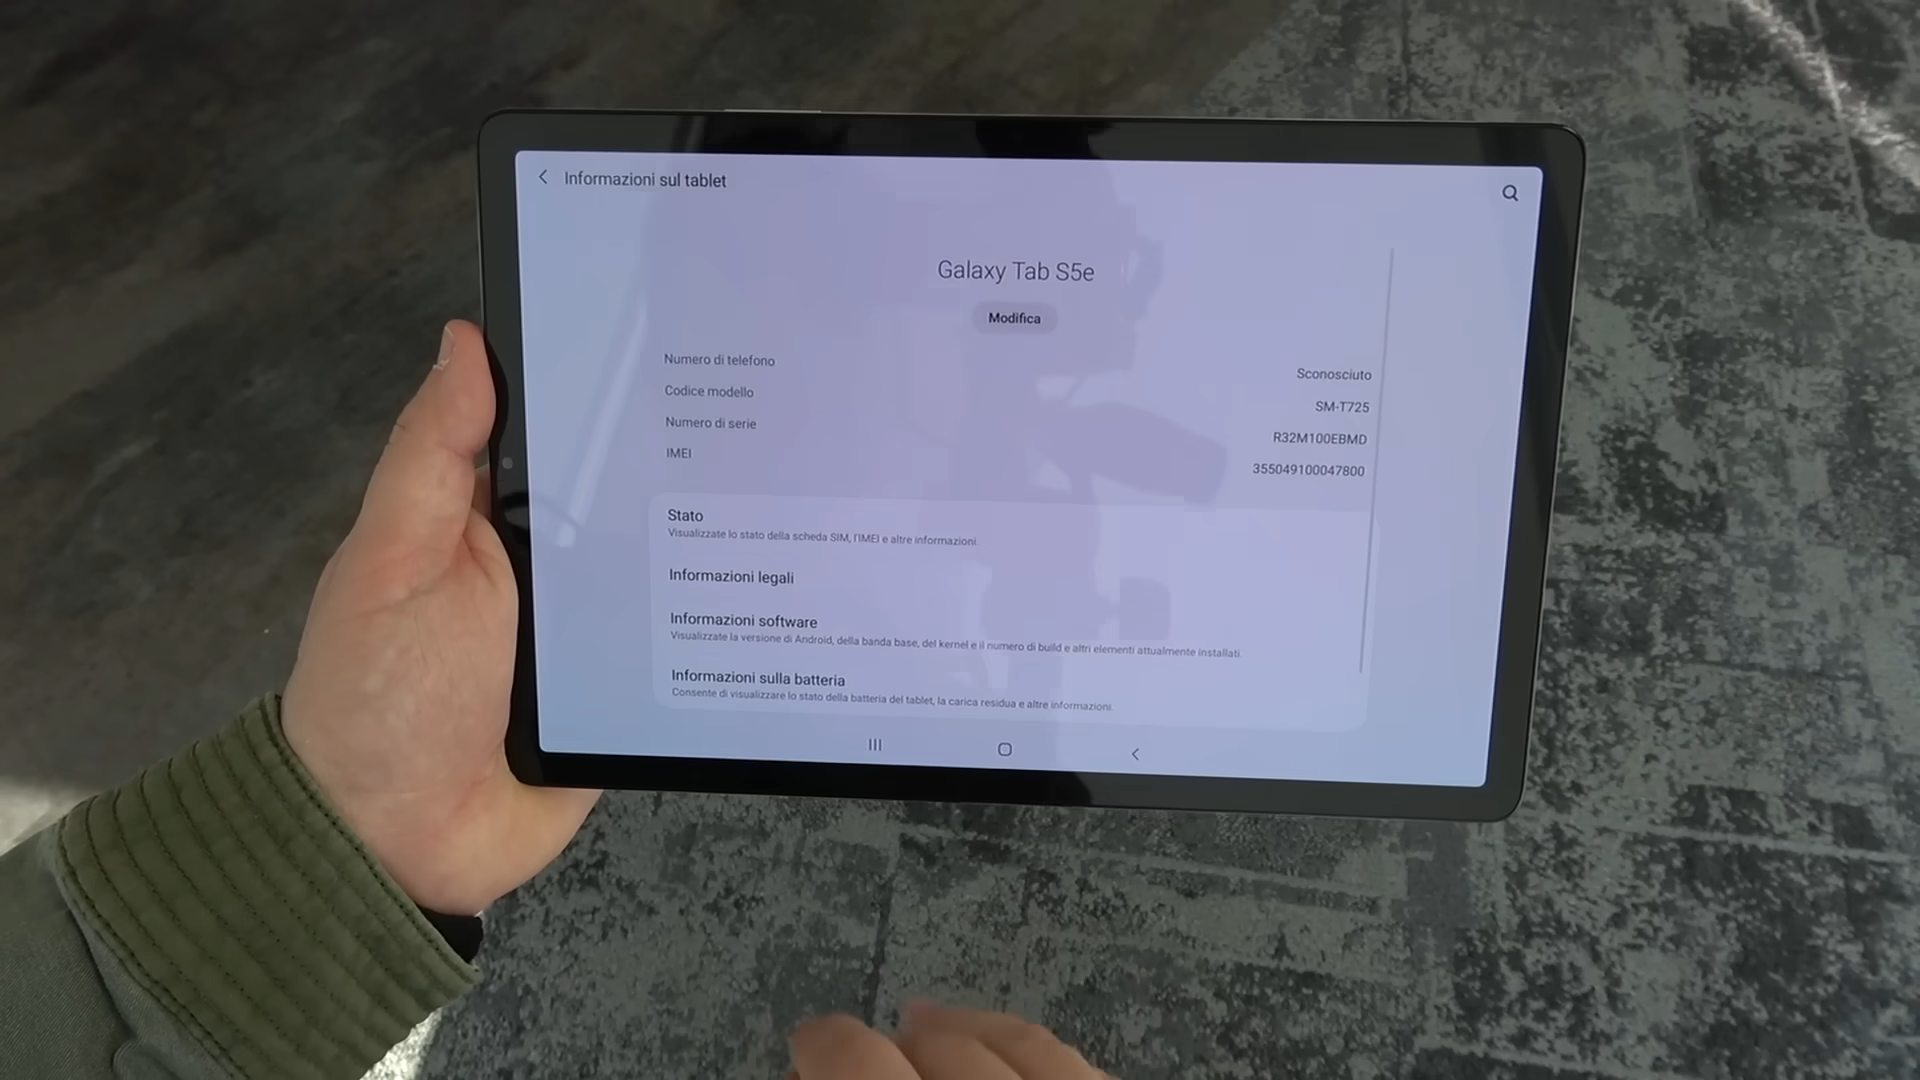 Informazioni sul tablet
Galaxy Tab S5e
Modifica
Numero di telefono Sconosciuto
Codice modello SM-T725
Numero di serie R32M100EBMD
IMEI 355049100047800
Stato
Visualizzate lo stato della scheda SIM, l'IMEI e altre informazioni.
Informazioni legali
Informazioni software
Visualizzate la versione di Android, della banda base, del kernel e il numero di build e altri elementi attualmente installati.
Informazioni sulla batteria
Consente di visualizzare lo stato della batteria del tablet, la carica residua e altre informazioni.